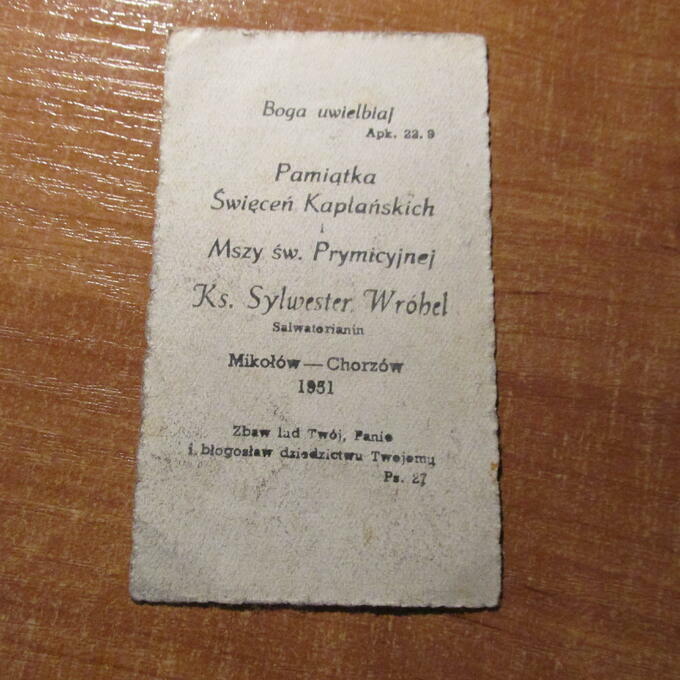 Boga uwielbiaj
Apk. 22. 9
Pamiątka
Święceń Kapłańskich
i
Mszy św. Prymicyjnej
Ks. Sylwester Wróbel
Salwatorianin
Mikołów — Chorzów
1951
Zbaw lud Twój, Panie
i błogosław dziedzictwu Twojemu
Ps. 27